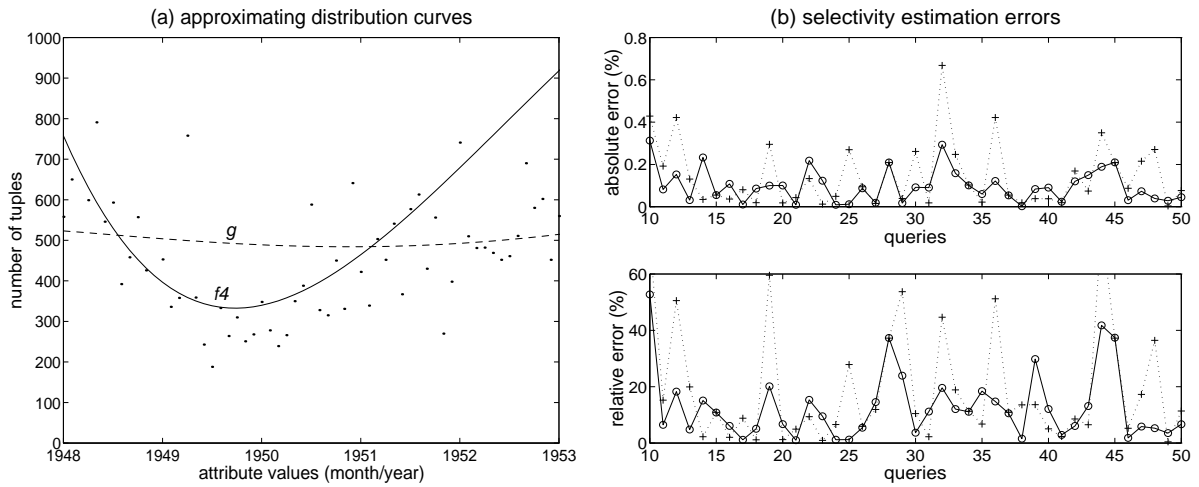 (a) approximating distribution curves
1000
900
800
700
600
500
400
300
200
100
0
number of tuples
g
f4
1948 1949 1950 1951 1952 1953
attribute values (month/year)
(b) selectivity estimation errors
0.8
0.6
0.4
0.2
0
absolute error (%)
10 15 20 25 30 35 40 45 50
queries
60
40
20
0
relative error (%)
10 15 20 25 30 35 40 45 50
queries